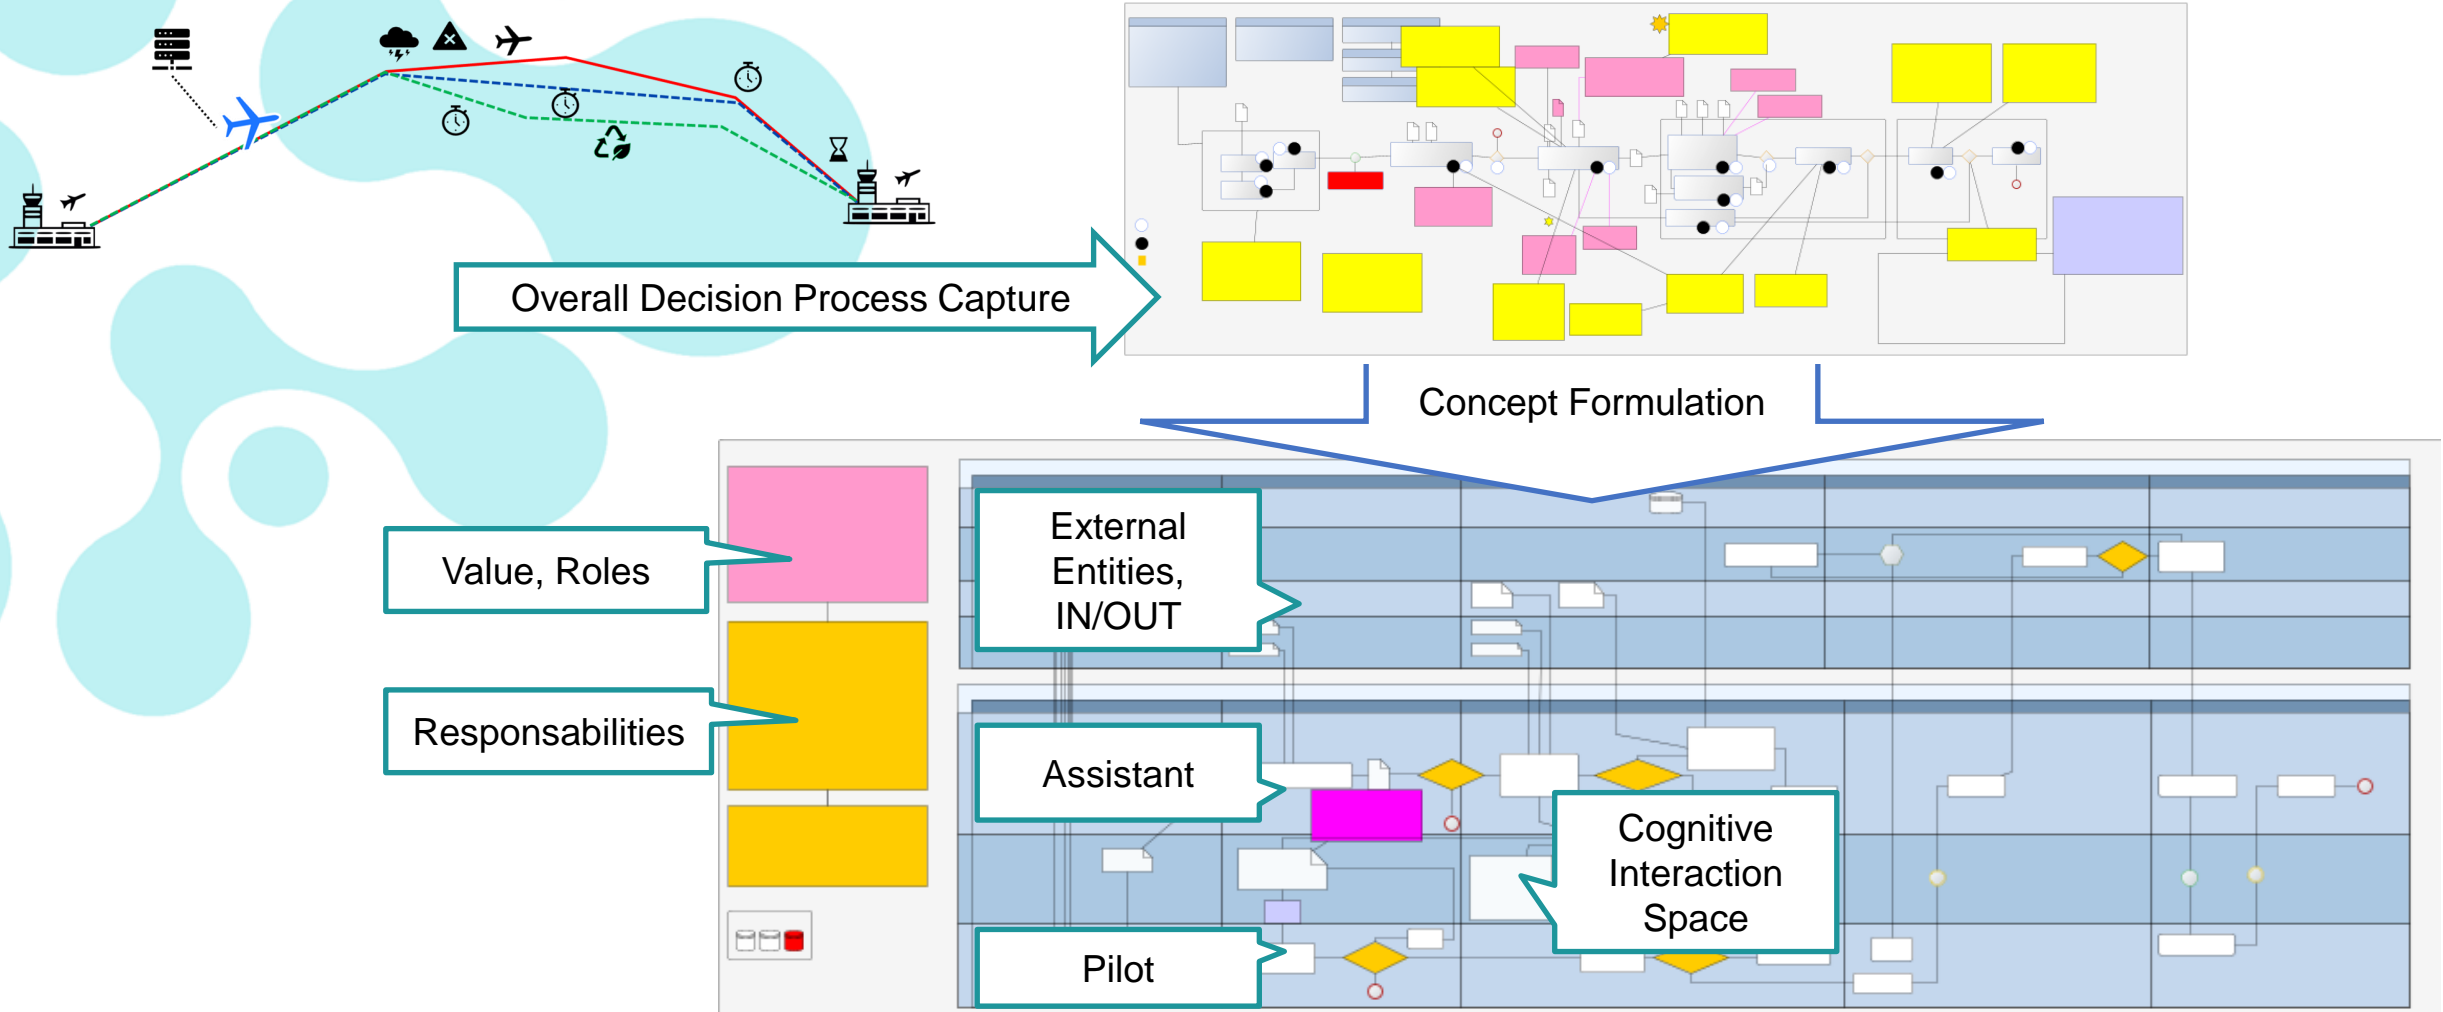 Overall Decision Process Capture
Concept Formulation
External
Entities,
IN/OUT
Value, Roles
Responsabilities
Assistant
Cognitive
Interaction
Space
Pilot